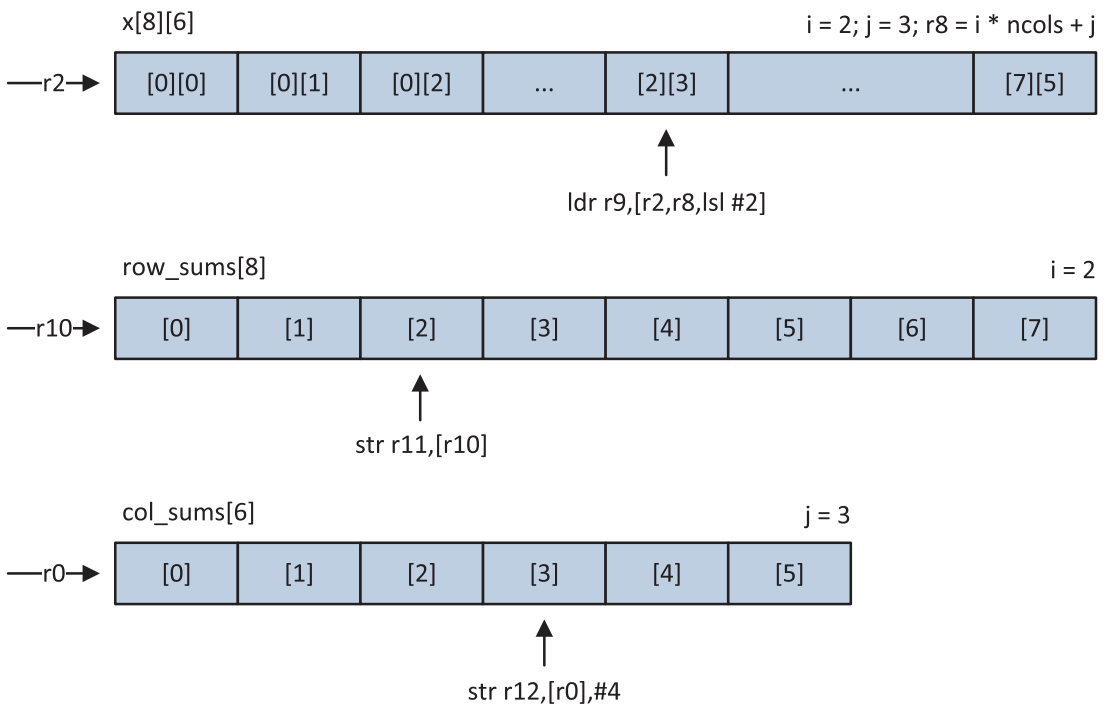 x[8][6]
i = 2; j = 3; r8 = i * ncols + j
r2 [0][0] [0][1] [0][2] ... [2][3] ... [7][5]
ldr r9,[r2,r8,lsl #2]
row_sums[8]
i = 2
r10 [0] [1] [2] [3] [4] [5] [6] [7]
str r11,[r10]
col_sums[6]
j = 3
r0 [0] [1] [2] [3] [4] [5]
str r12,[r0],#4